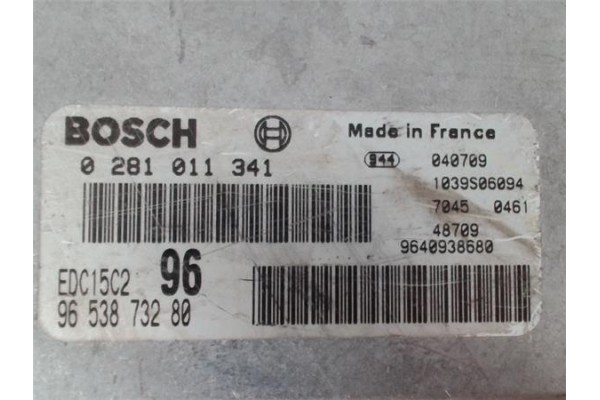 BOSCH
Made in France
0 281 011 341
944 040709
1039S06094
7045 0461
48709
9640938680
EDC15C2 96
96 538 732 80